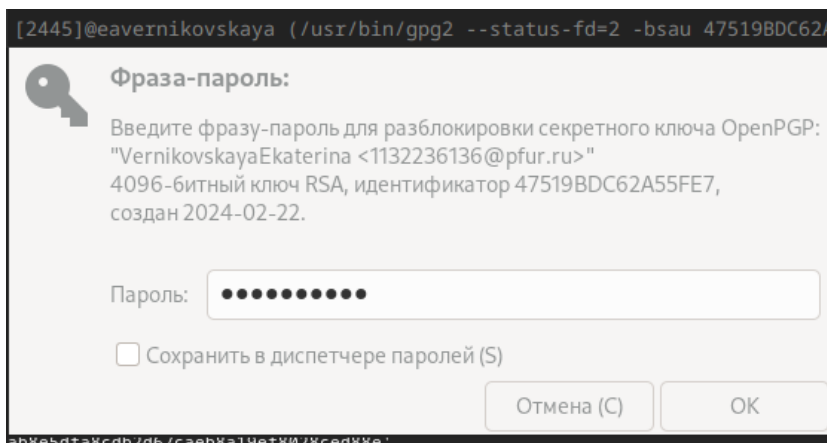 [2445]@eavernikovskaya (/usr/bin/gpg2 --status-fd=2 -bsau 47519BDC62A
Фраза-пароль:
Введите фразу-пароль для разблокировки секретного ключа OpenPGP:
"VernikovskayaEkaterina <1132236136@pfur.ru>"
4096-битный ключ RSA, идентификатор 47519BDC62A55FE7,
создан 2024-02-22.
Пароль: ●●●●●●●●●●
Сохранить в диспетчере паролей (S)
Отмена (C) OK